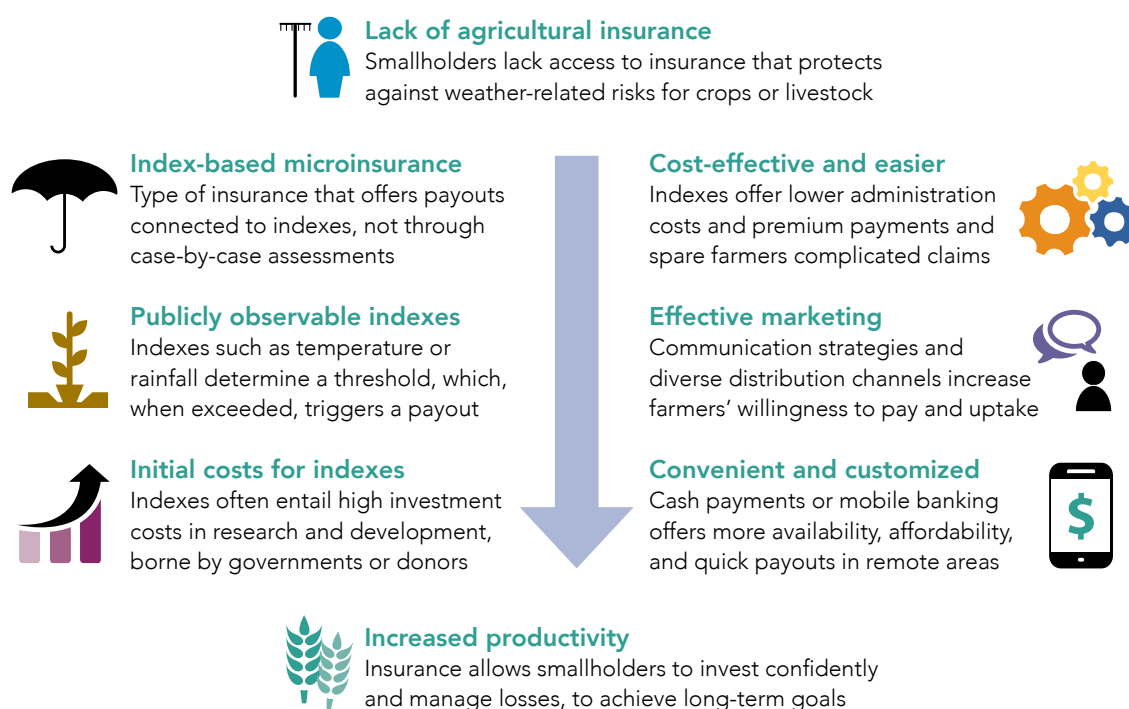 Lack of agricultural insurance
Smallholders lack access to insurance that protects
against weather-related risks for crops or livestock
Index-based microinsurance
Type of insurance that offers payouts
connected to indexes, not through
case-by-case assessments
Publicly observable indexes
Indexes such as temperature or
rainfall determine a threshold, which,
when exceeded, triggers a payout
Initial costs for indexes
Indexes often entail high investment
costs in research and development,
borne by governments or donors
Cost-effective and easier
Indexes offer lower administration
costs and premium payments and
spare farmers complicated claims
Effective marketing
Communication strategies and
diverse distribution channels increase
farmers’ willingness to pay and uptake
Convenient and customized
Cash payments or mobile banking
offers more availability, affordability,
and quick payouts in remote areas
$
Increased productivity
Insurance allows smallholders to invest confidently
and manage losses, to achieve long-term goals